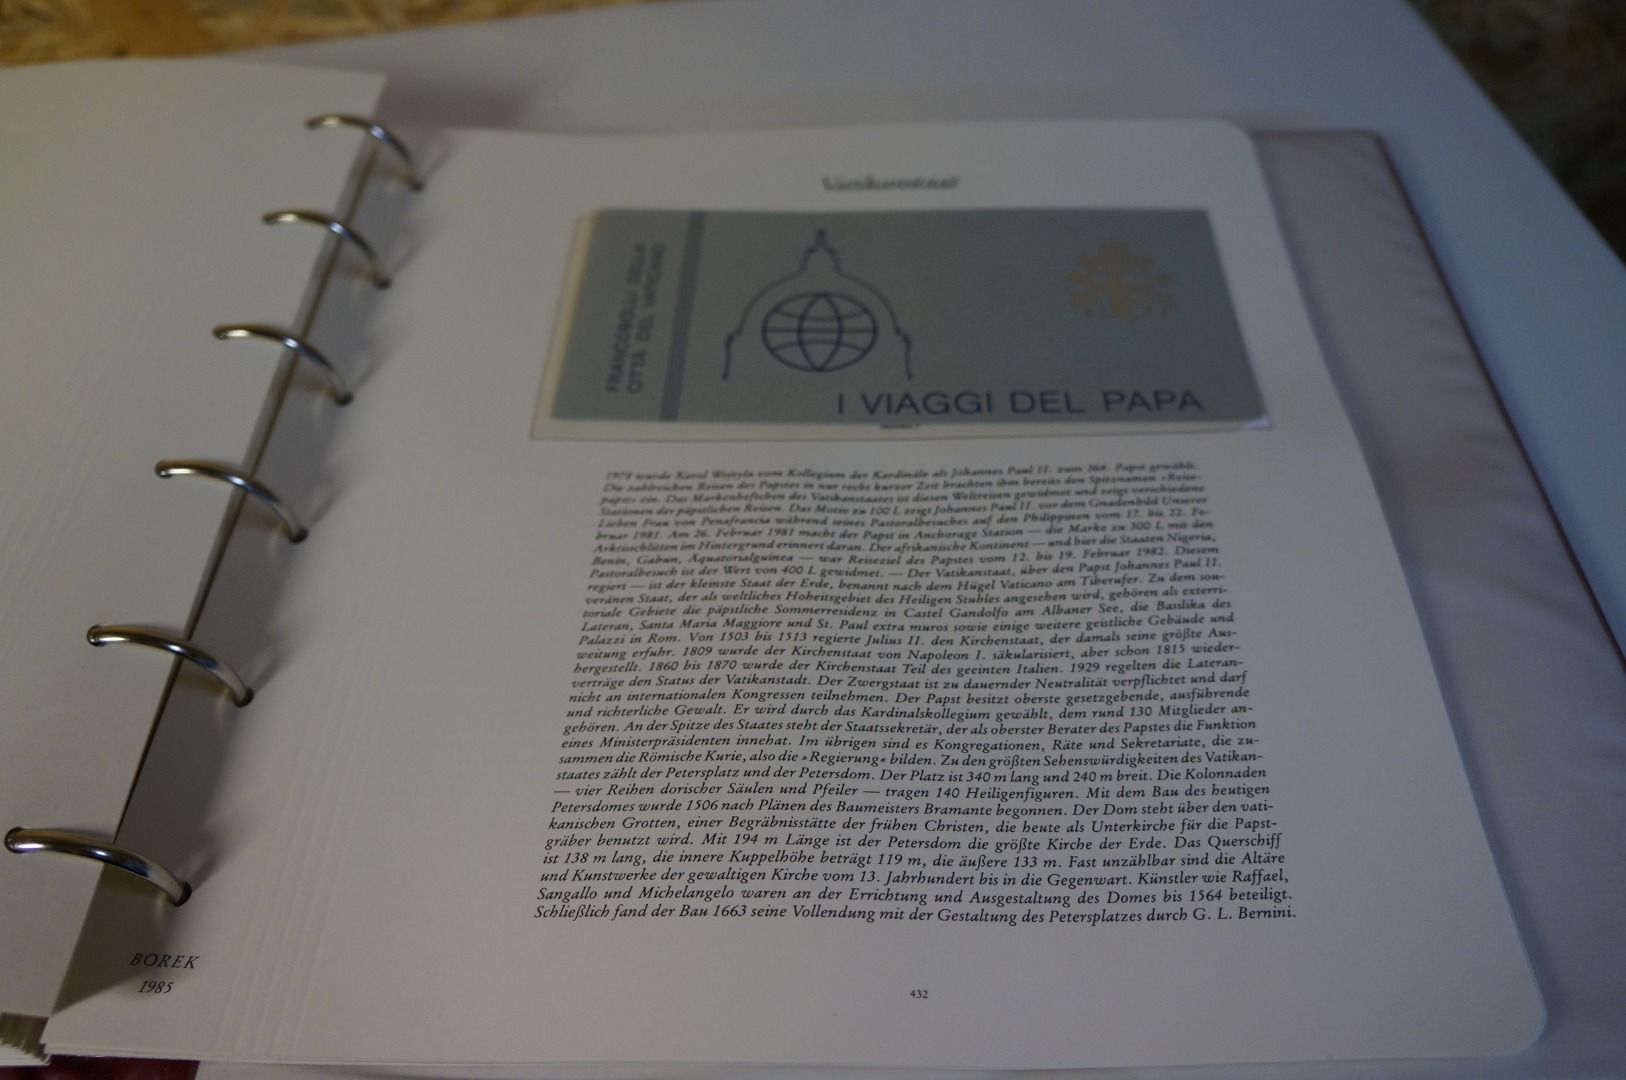 Vatikanstaat
FRANCOBOLLI DELLA
CITTÀ DEL VATICANO
I VIAGGI DEL PAPA
1978 wurde Karol Wojtyla vom Kollegium der Kardinäle als Johannes Paul II. zum 264. Papst gewählt.
Die zahlreichen Reisen des Papstes in nur recht kurzer Zeit brachten ihm bereits den Spitznamen »Reise-
papst« ein. Das Markenheftchen des Vatikanstaates ist diesen Weltreisen gewidmet und zeigt verschiedene
Stationen der päpstlichen Reisen. Das Motiv zu 100 L zeigt Johannes Paul II. vor dem Gnadenbild Unserer
Lieben Frau von Penafrancia während seines Pastoralbesuches auf den Philippinen vom 17. bis 22. Fe-
bruar 1981. Am 26. Februar 1981 macht der Papst in Anchorage Station — die Marke zu 300 L mit den
Arktisschlitten im Hintergrund erinnert daran. Der afrikanische Kontinent — und hier die Staaten Nigeria,
Benin, Gabun, Äquatorialguinea — war Reiseziel des Papstes vom 12. bis 19. Februar 1982. Diesem
Pastoralbesuch ist der Wert von 400 L gewidmet. — Der Vatikanstaat, über den Papst Johannes Paul II.
regiert — ist der kleinste Staat der Erde, benannt nach dem Hügel Vaticano am Tiberufer. Zu dem sou-
veränen Staat, der als weltliches Hoheitsgebiet des Heiligen Stuhles angesehen wird, gehören als exterri-
toriale Gebiete die päpstliche Sommerresidenz in Castel Gandolfo am Albaner See, die Basilika des
Lateran, Santa Maria Maggiore und St. Paul extra muros sowie einige weitere geistliche Gebäude und
Palazzi in Rom. Von 1503 bis 1513 regierte Julius II. den Kirchenstaat, der damals seine größte Aus-
weitung erfuhr. 1809 wurde der Kirchenstaat von Napoleon I. säkularisiert, aber schon 1815 wieder-
hergestellt. 1860 bis 1870 wurde der Kirchenstaat Teil des geeinten Italien. 1929 regelten die Lateran-
verträge den Status der Vatikanstadt. Der Zwergstaat ist zu dauernder Neutralität verpflichtet und darf
nicht an internationalen Kongressen teilnehmen. Der Papst besitzt oberste gesetzgebende, ausführende
und richterliche Gewalt. Er wird durch das Kardinalskollegium gewählt, dem rund 130 Mitglieder an-
gehören. An der Spitze des Staates steht der Staatssekretär, der als oberster Berater des Papstes die Funktion
eines Ministerpräsidenten innehat. Im übrigen sind es Kongregationen, Räte und Sekretariate, die zu-
sammen die Römische Kurie, also die »Regierung« bilden. Zu den größten Sehenswürdigkeiten des Vatikan-
staates zählt der Petersplatz und der Petersdom. Der Platz ist 340 m lang und 240 m breit. Die Kolonnaden
— vier Reihen dorischer Säulen und Pfeiler — tragen 140 Heiligenfiguren. Mit dem Bau des heutigen
Petersdomes wurde 1506 nach Plänen des Baumeisters Bramante begonnen. Der Dom steht über den vati-
kanischen Grotten, einer Begräbnisstätte der frühen Christen, die heute als Unterkirche für die Papst-
gräber benutzt wird. Mit 194 m Länge ist der Petersdom die größte Kirche der Erde. Das Querschiff
ist 138 m lang, die innere Kuppelhöhe beträgt 119 m, die äußere 133 m. Fast unzählbar sind die Altäre
und Kunstwerke der gewaltigen Kirche vom 13. Jahrhundert bis in die Gegenwart. Künstler wie Raffael,
Sangallo und Michelangelo waren an der Errichtung und Ausgestaltung des Domes bis 1564 beteiligt.
Schließlich fand der Bau 1663 seine Vollendung mit der Gestaltung des Petersplatzes durch G. L. Bernini.
BOREK
1985
432